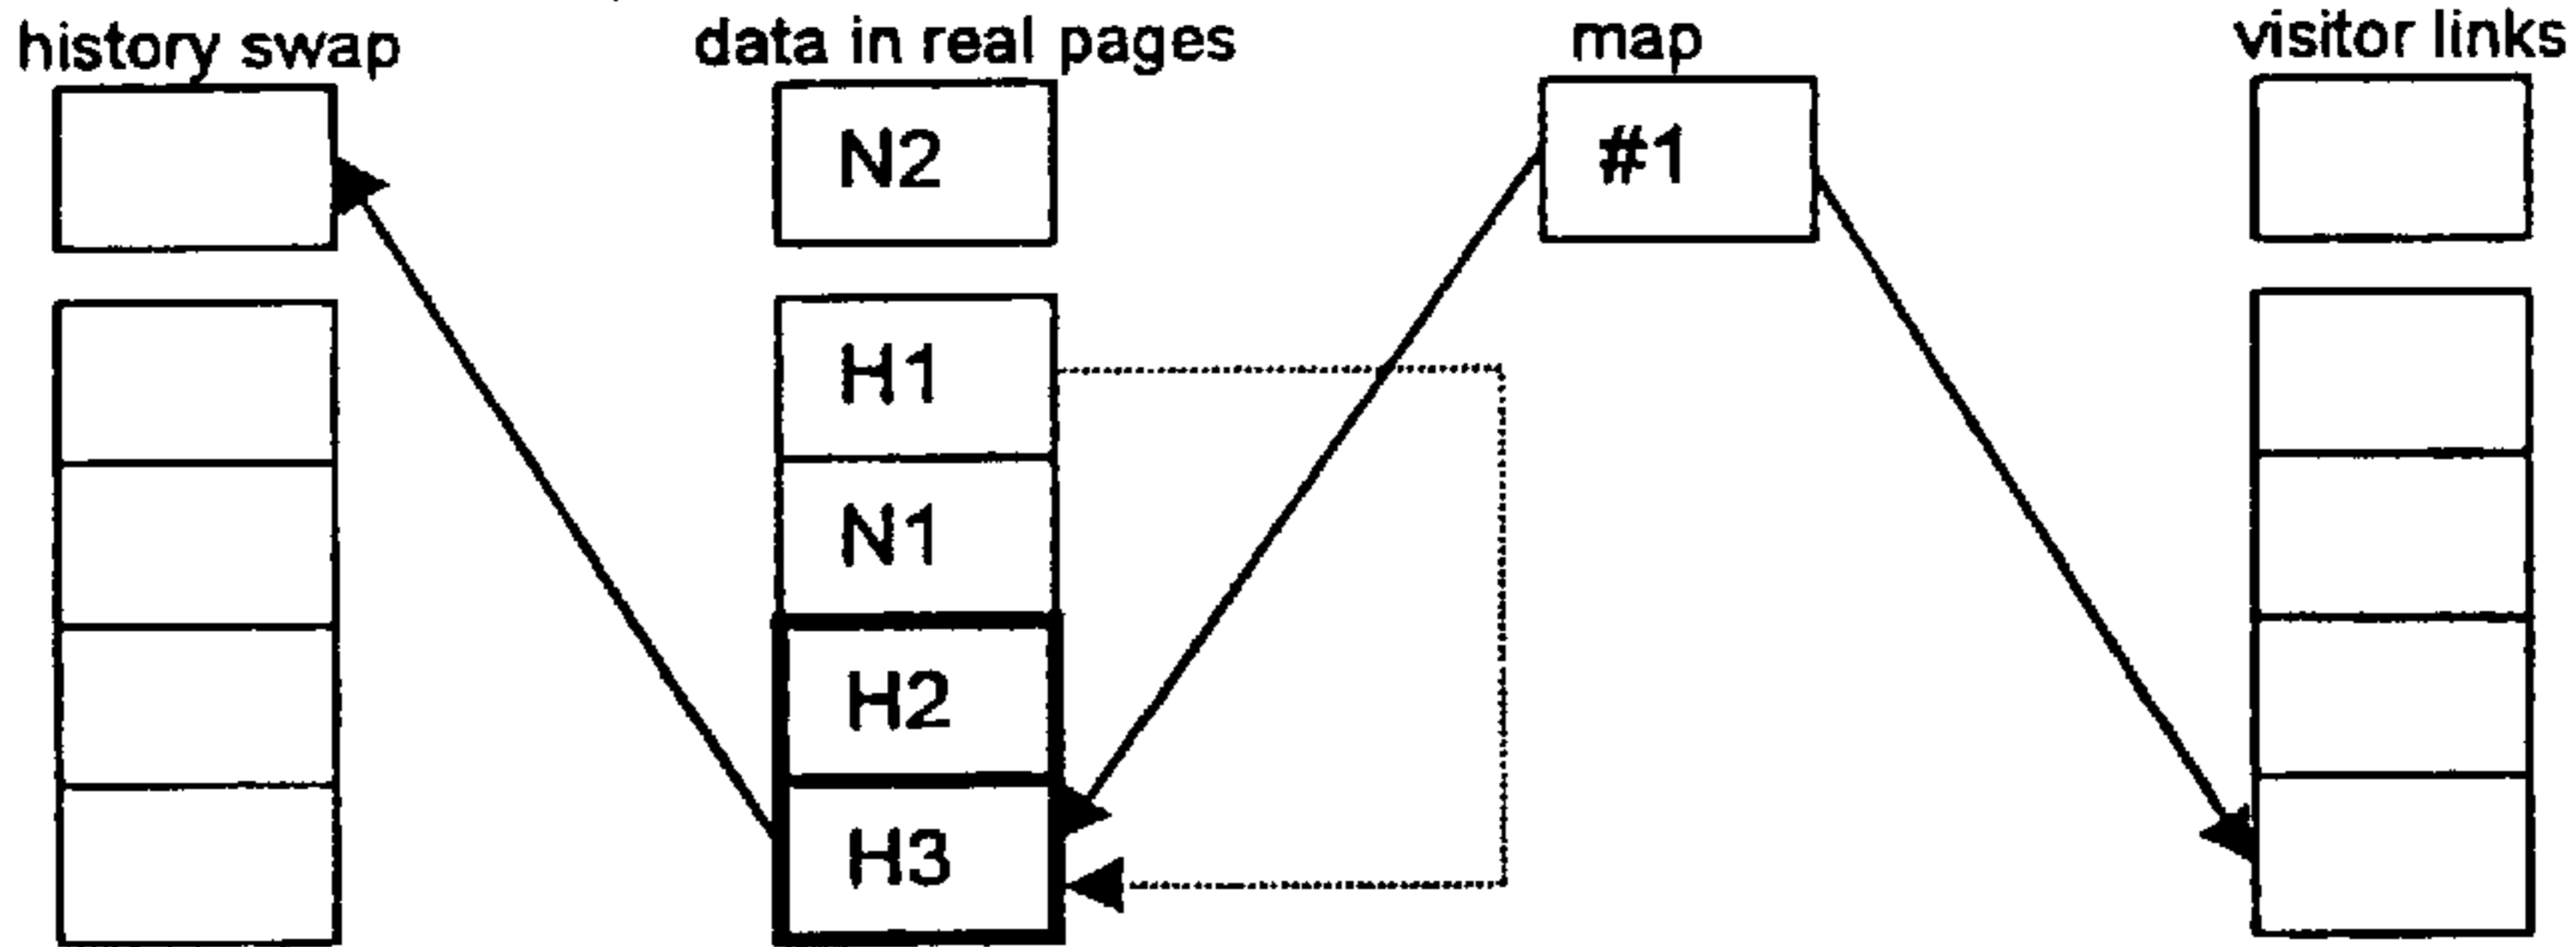 history swap data in real pages map visitor links
N2 #1
H1
N1
H2
H3